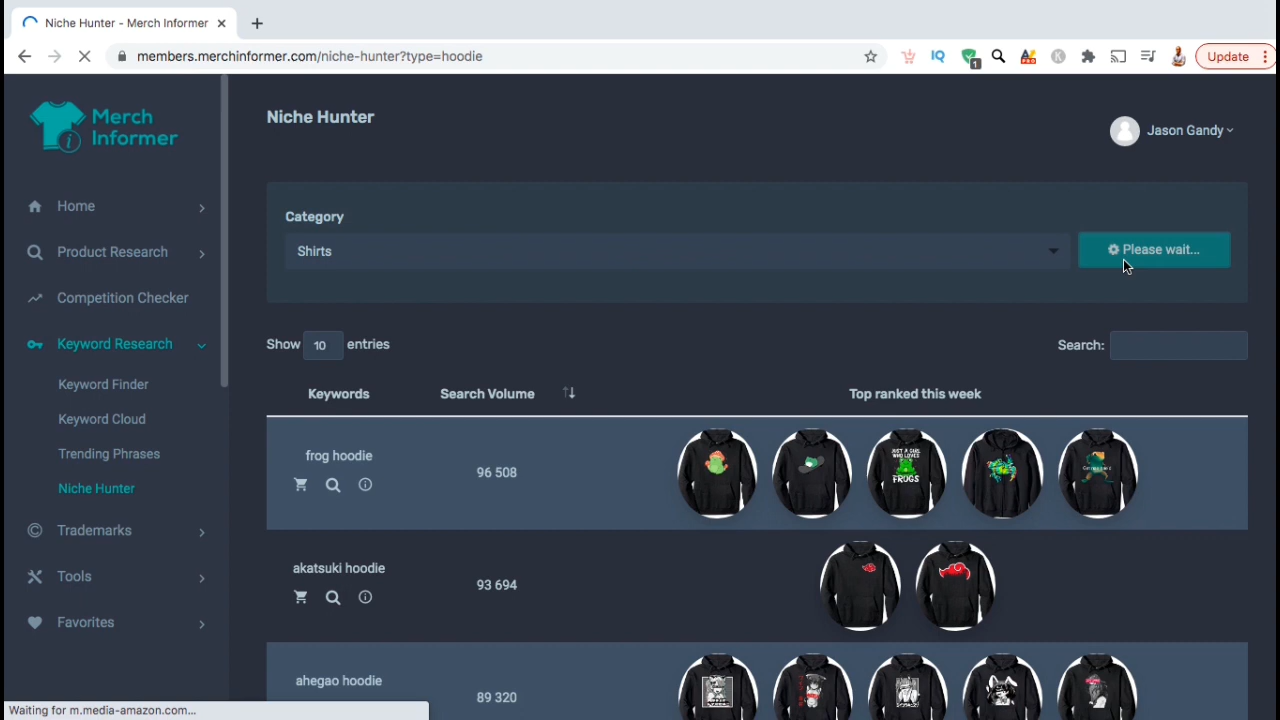 Niche Hunter - Merch Informer
members.merchinformer.com/niche-hunter?type=hoodie
IQ
1
PRO
K
Update
Merch
Informer
Niche Hunter
Jason Gandy
Home
Product Research
Competition Checker
Keyword Research
Keyword Finder
Keyword Cloud
Trending Phrases
Niche Hunter
Trademarks
Tools
Favorites
Category
Shirts
Please wait...
Show 10 entries
Search:
Keywords Search Volume Top ranked this week
frog hoodie
96 508
JUST A GIRL
WHO LOVES
FROGS
akatsuki hoodie
93 694
ahegao hoodie
89 320
Waiting for m.media-amazon.com...